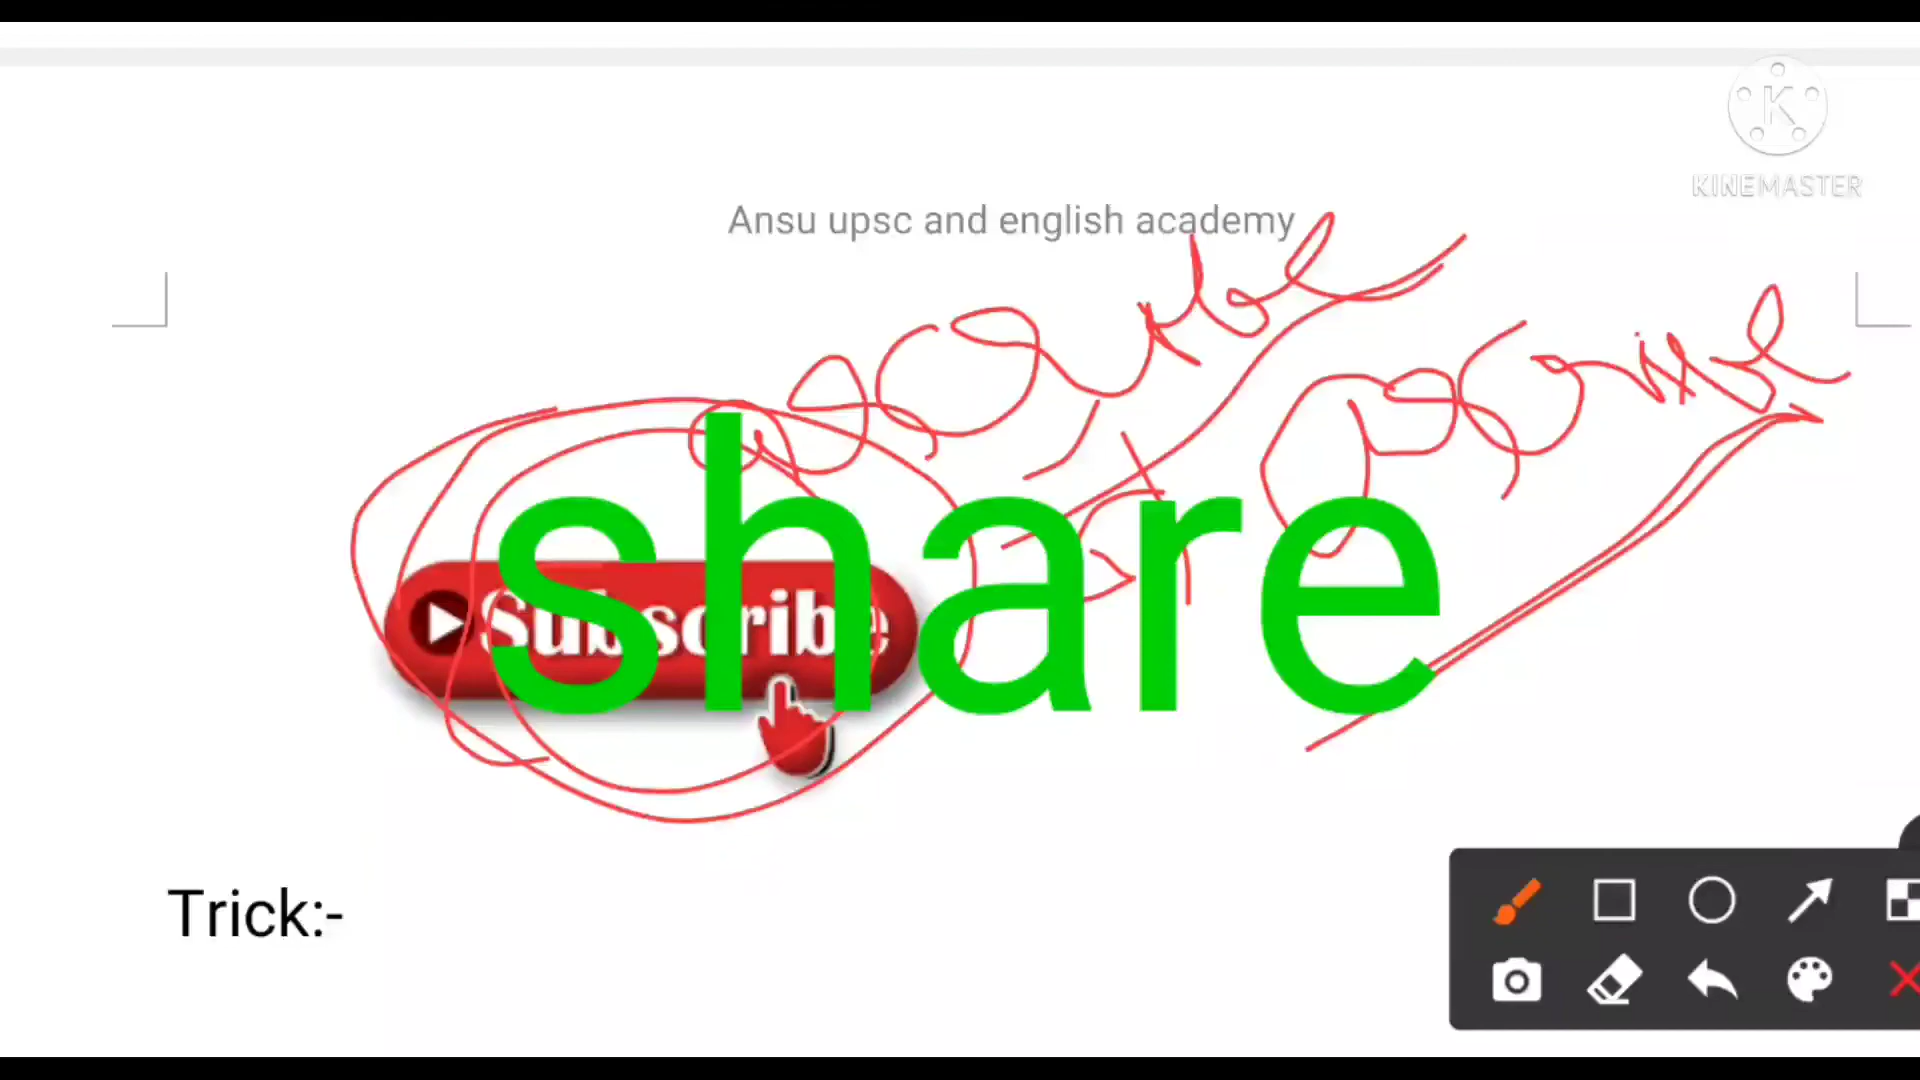 KINEMASTER
Ansu upsc and english academy
Subscribe
share
Trick:-